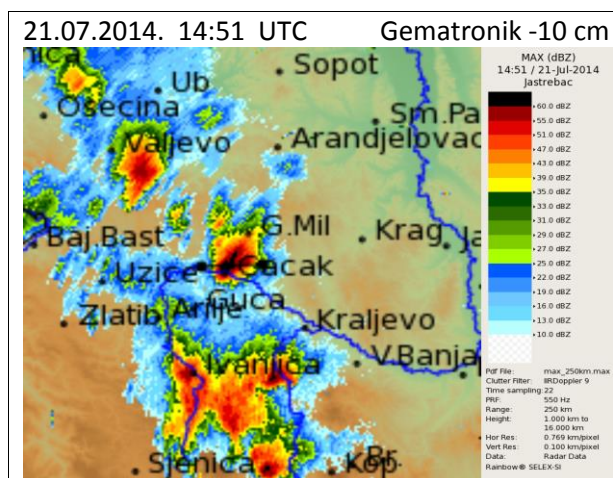 21.07.2014. 14:51 UTC Gematronik -10 cm
Sopot
Ub
Osecina
Sm.Pa
Valjevo
Arandjelovac
G.Mil
Krag
Ja
Baj.Bast
Cacak
Uzice
Guca
Zlatib
Arilje
Kraljevo
V.Banja
Ivanjica
Br.
Sjenica
Kop
MAX (dBZ)
14:51 / 21-Jul-2014
Jastrebac
60.0 dBZ
55.0 dBZ
51.0 dBZ
47.0 dBZ
43.0 dBZ
39.0 dBZ
35.0 dBZ
33.0 dBZ
31.0 dBZ
29.0 dBZ
27.0 dBZ
25.0 dBZ
22.0 dBZ
19.0 dBZ
16.0 dBZ
13.0 dBZ
10.0 dBZ
Pdf File: max_250km.max
Clutter Filter: IIRDoppler 9
Time sampling: 22
PRF: 550 Hz
Range: 250 km
Height: 1.000 km to
16.000 km
Hor Res: 0.769 km/pixel
Vert Res: 0.100 km/pixel
Data: Radar Data
Rainbow® SELEX-SI